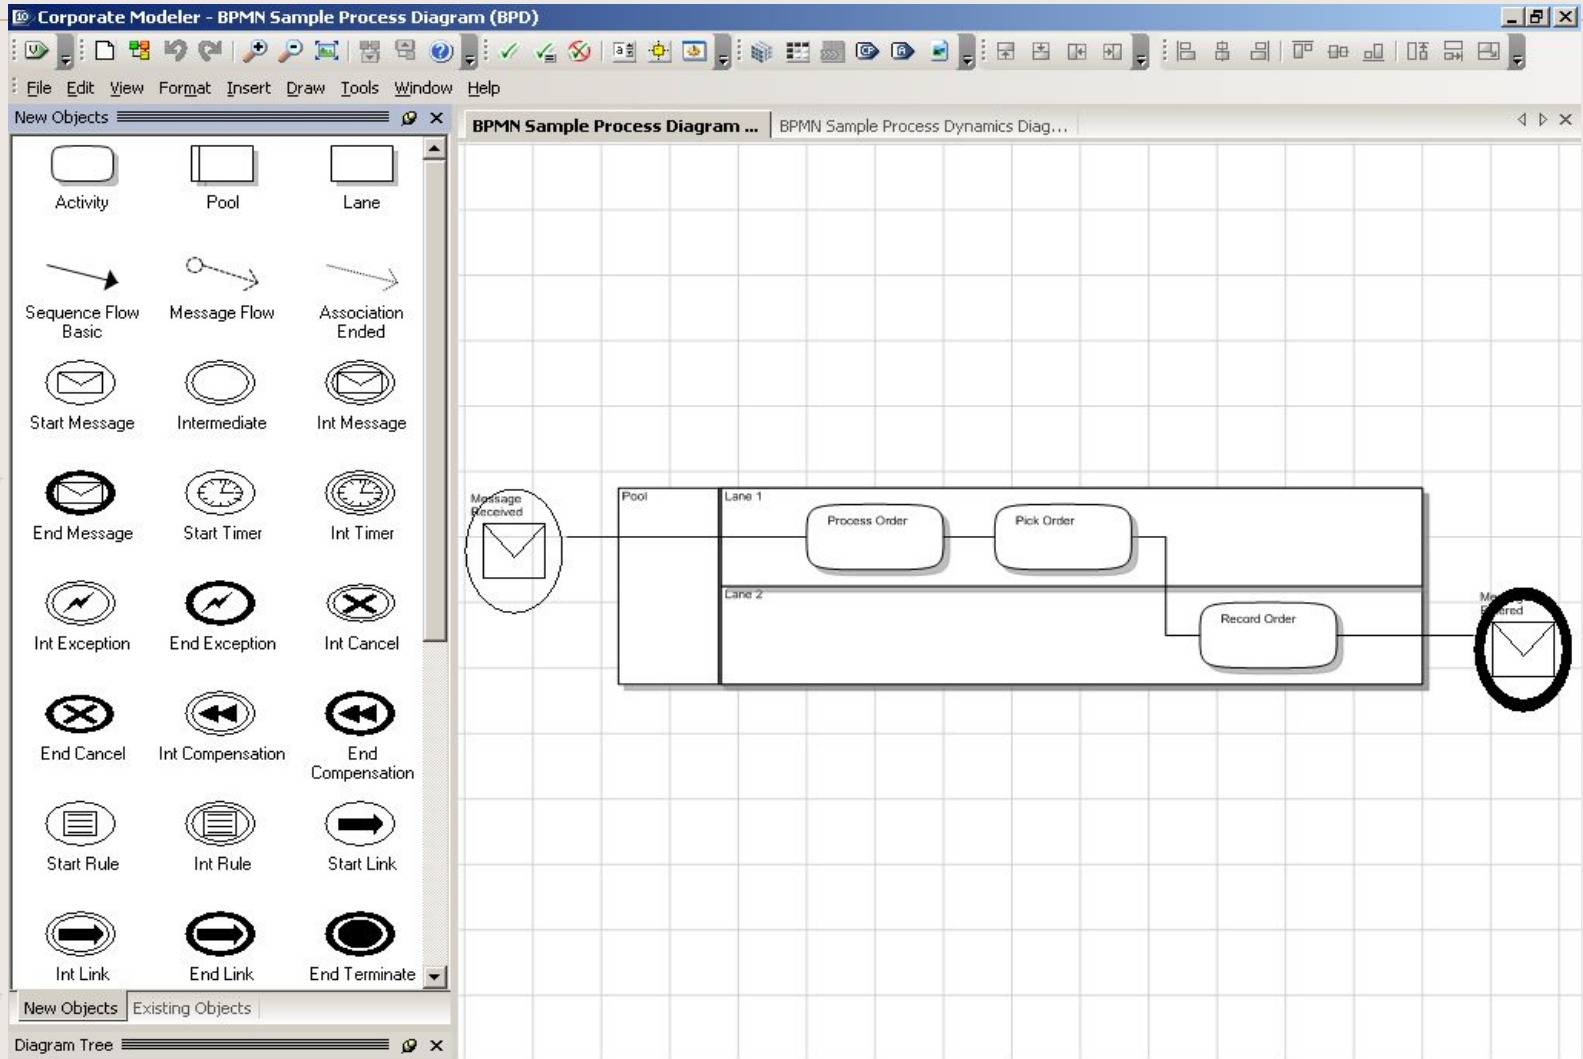 Corporate Modeler - BPMN Sample Process Diagram (BPD)
File Edit View Format Insert Draw Tools Window Help
New Objects
BPMN Sample Process Diagram ...
BPMN Sample Process Dynamics Diag...
Activity
Pool
Lane
Sequence Flow
Basic
Message Flow
Association
Ended
Start Message
Intermediate
Int Message
End Message
Start Timer
Int Timer
Int Exception
End Exception
Int Cancel
End Cancel
Int Compensation
End
Compensation
Start Rule
Int Rule
Start Link
Int Link
End Link
End Terminate
New Objects
Existing Objects
Diagram Tree
Message
Received
Pool
Lane 1
Process Order
Pick Order
Lane 2
Record Order